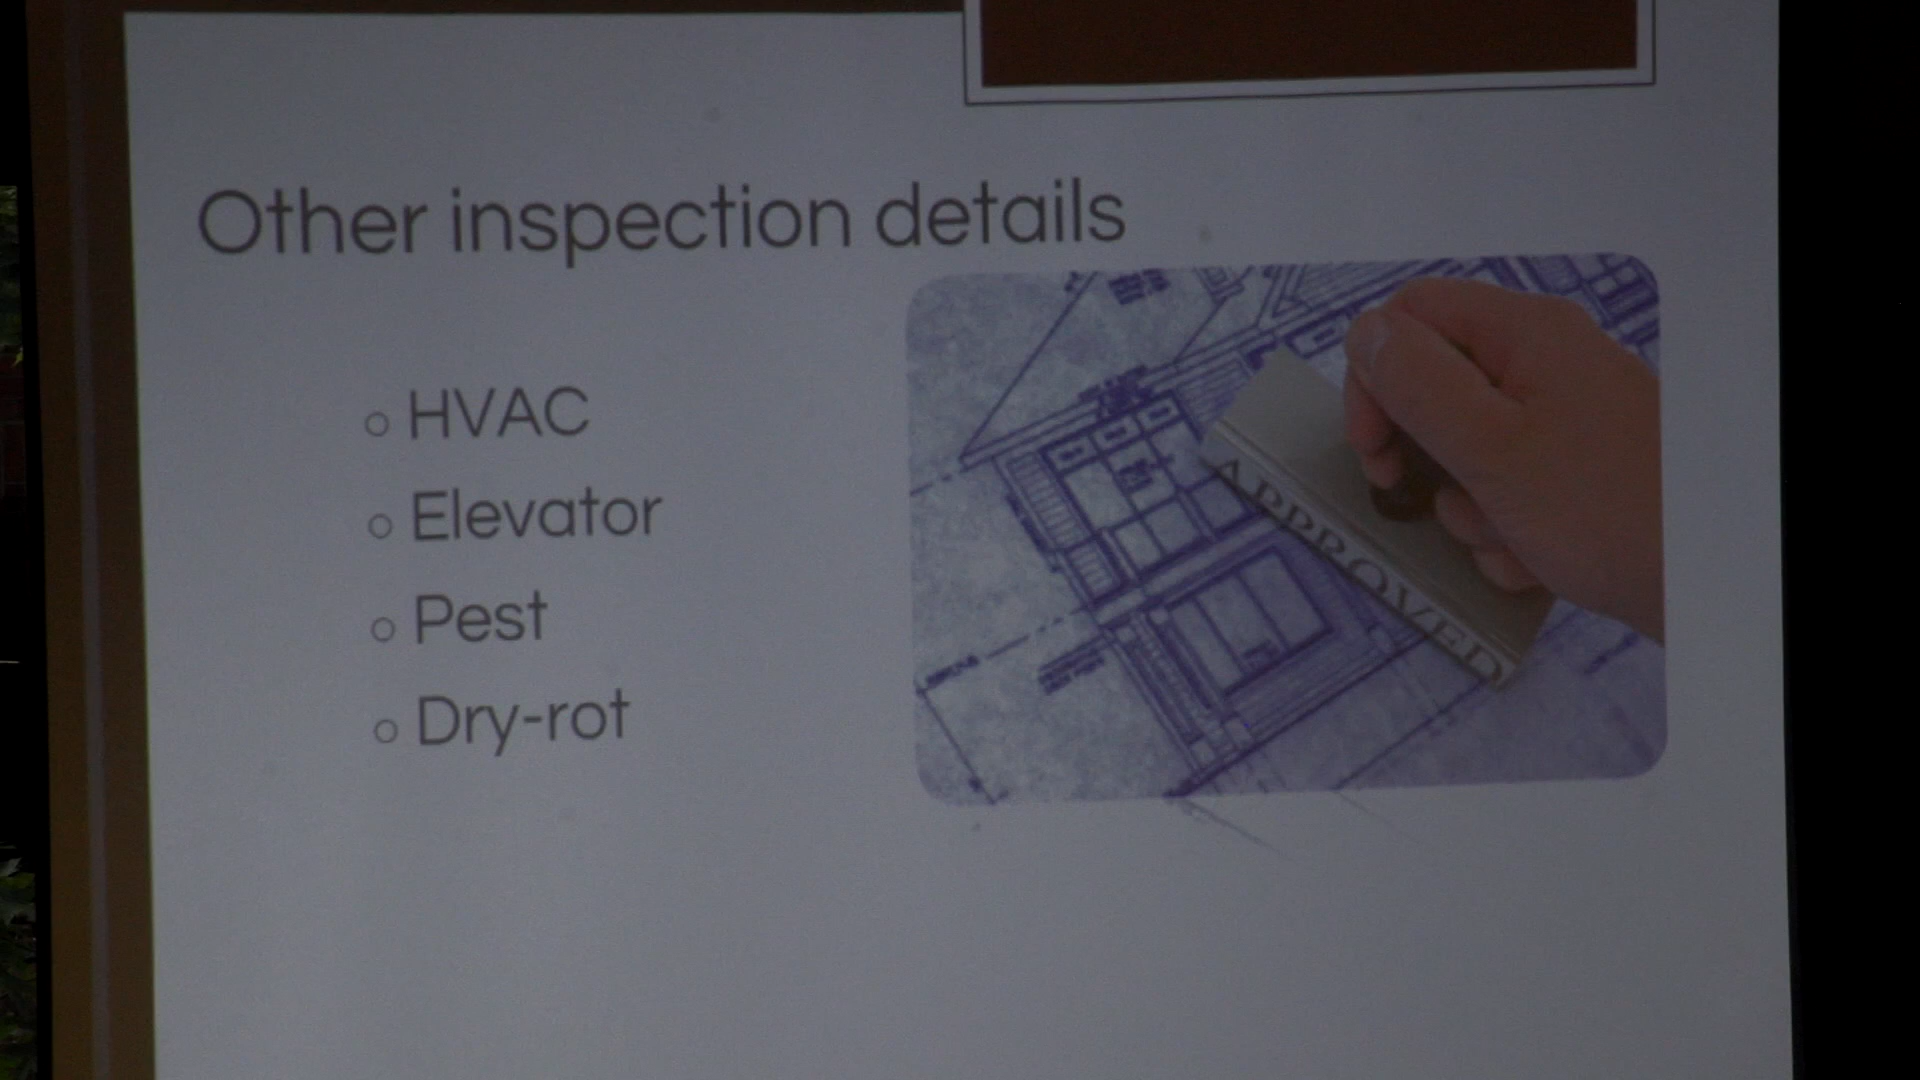 Other inspection details
HVAC
Elevator
Pest
Dry-rot
APPROVED